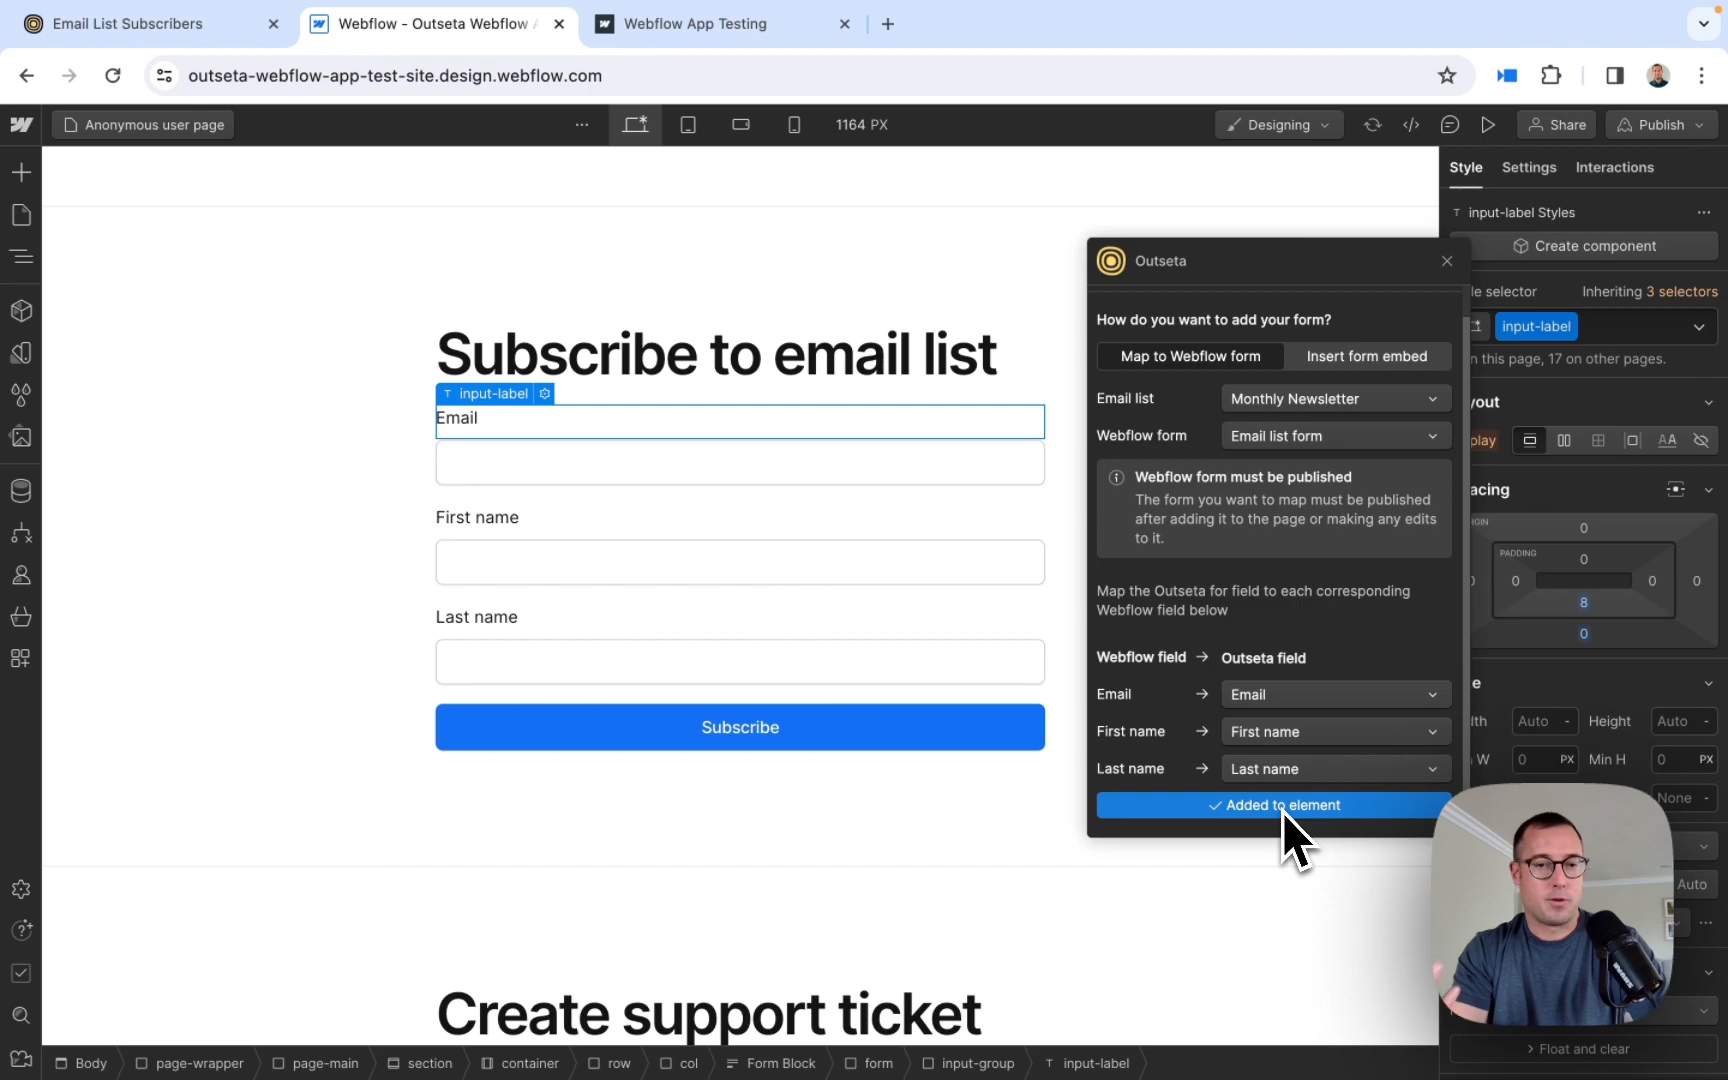 Email List Subscribers
Webflow - Outseta Webflow
Webflow App Testing
outseta-webflow-app-test-site.design.webflow.com
Anonymous user page
1164 PX
Designing
Share
Publish
Style
Settings
Interactions
input-label Styles
Create component
le selector
Inheriting 3 selectors
input-label
n this page, 17 on other pages.
Outseta
How do you want to add your form?
Map to Webflow form
Insert form embed
Email list
Monthly Newsletter
Webflow form
Email list form
Webflow form must be published
The form you want to map must be published
after adding it to the page or making any edits
to it.
Map the Outseta for field to each corresponding
Webflow field below
Webflow field → Outseta field
Email → Email
First name → First name
Last name → Last name
Added to element
Subscribe to email list
input-label
Email
First name
Last name
Subscribe
Create support ticket
yout
play
acing
0
PADDING
0
0
0
0
8
0
e
lth
Auto -
Height
Auto -
W
0 PX
Min H
0 PX
None -
Auto
Float and clear
Body
page-wrapper
page-main
section
container
row
col
Form Block
form
input-group
input-label